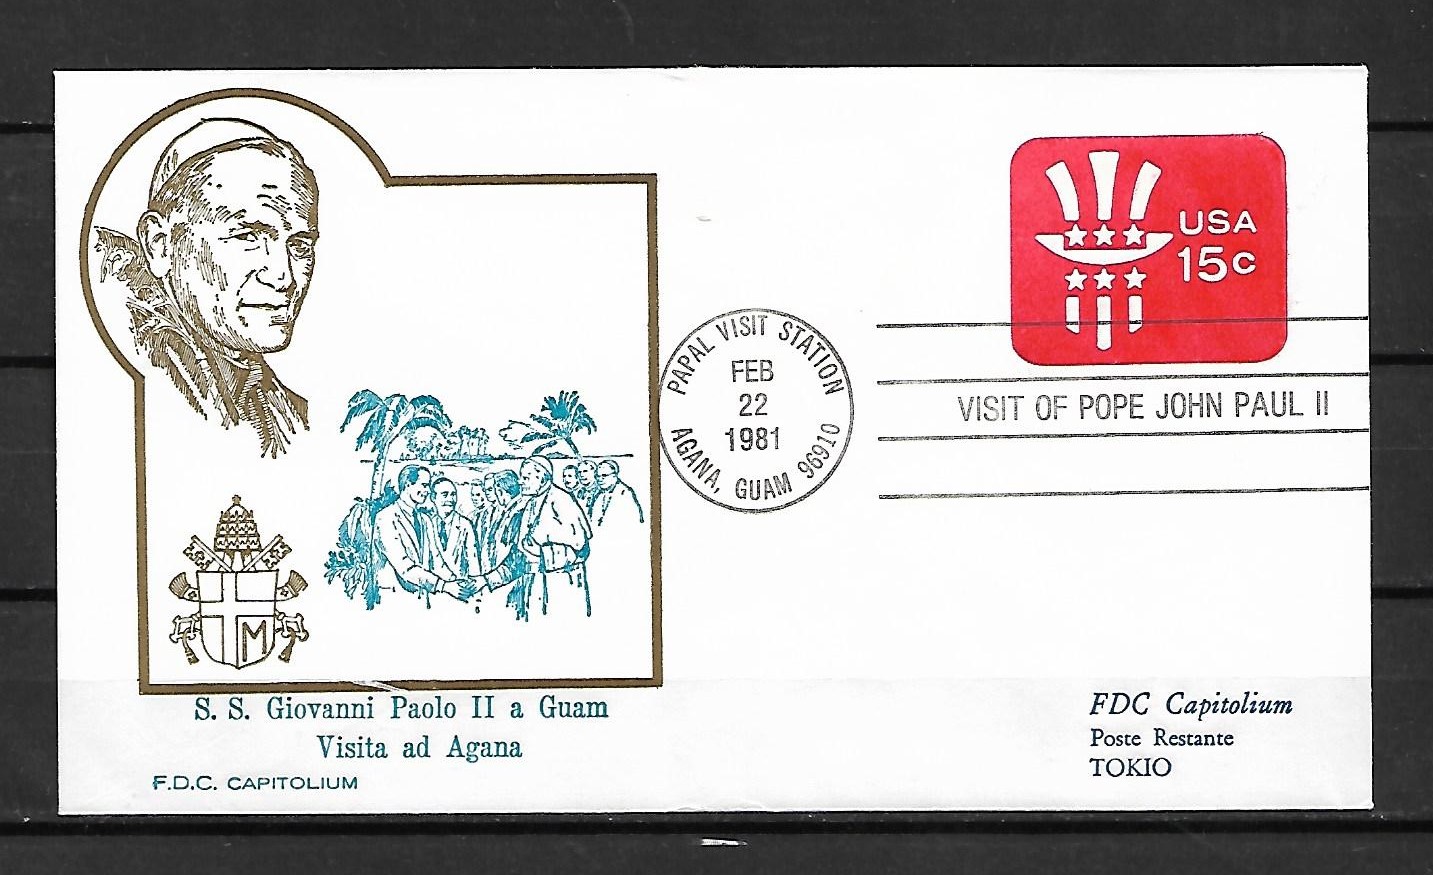 USA
15c
PAPAL VISIT STATION
FEB
22
1981
AGANA, GUAM 96910
VISIT OF POPE JOHN PAUL II
M
S. S. Giovanni Paolo II a Guam
Visita ad Agana
F.D.C. CAPITOLIUM
FDC Capitolium
Poste Restante
TOKIO